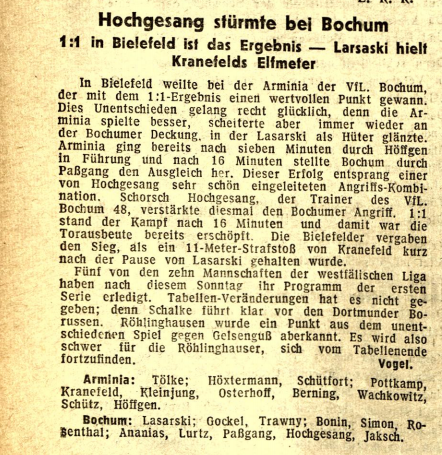 Hochgesang stürmte bei Bochum
1:1 in Bielefeld ist das Ergebnis — Larsaski hielt
Kranefelds Elfmeter
In Bielefeld weilte bei der Arminia der VfL. Bochum,
der mit dem 1:1-Ergebnis einen wertvollen Punkt gewann.
Dies Unentschieden gelang recht glücklich, denn die Ar-
minia spielte besser, scheiterte aber immer wieder an
der Bochumer Deckung, in der Lasarski als Hüter glänzte.
Arminia ging bereits nach sieben Minuten durch Höffgen
in Führung und nach 16 Minuten stellte Bochum durch
Paßgang den Ausgleich her. Dieser Erfolg entsprang einer
von Hochgesang sehr schön eingeleiteten Angriffs-Kombi-
nation. Schorsch Hochgesang, der Trainer des VfL.
Bochum 48, verstärkte diesmal den Bochumer Angriff. 1:1
stand der Kampf nach 16 Minuten und damit war die
Torausbeute bereits erschöpft. Die Bielefelder vergaben
den Sieg, als ein 11-Meter-Strafstoß von Kranefeld kurz
nach der Pause von Lasarski gehalten wurde.
Fünf von den zehn Mannschaften der westfälischen Liga
haben nach diesem Sonntag ihr Programm der ersten
Serie erledigt. Tabellen-Veränderungen hat es nicht ge-
geben; denn Schalke führt klar vor den Dortmunder Bo-
russen. Röhlinghausen wurde ein Punkt aus dem unent-
schiedenen Spiel gegen Gelsenguß aberkannt. Es wird also
schwer für die Röhlinghauser, sich vom Tabellenende
fortzufinden. Vogel.
Arminia: Tölke; Höxtermann, Schütfort; Pottkamp,
Kranefeld, Kleinjung, Osterhoff, Berning, Wachkowitz,
Schütz, Höffgen.
Bochum: Lasarski; Gockel, Trawny; Bonin, Simon, Ro-
senthal; Ananias, Lurtz, Paßgang, Hochgesang, Jaksch.